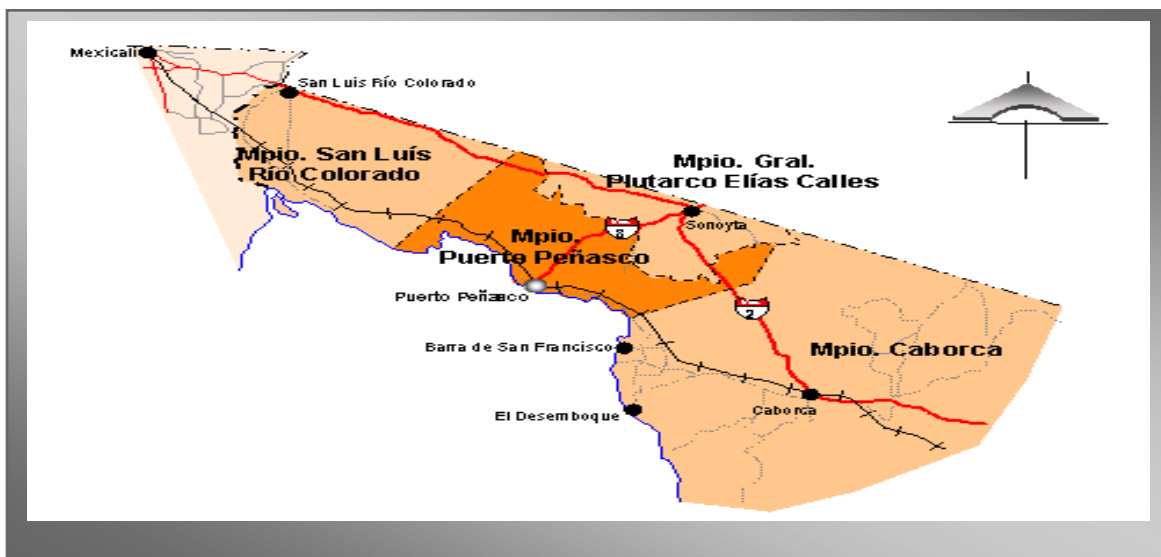 Mexicali
San Luis Río Colorado
Mpio. San Luís
Río Colorado
Mpio. Gral.
Plutarco Elías Calles
Sonoyta
8
Mpio.
Puerto Peñasco
Puerto Peñasco
2
Barra de San Francisco
Mpio. Caborca
Caborca
El Desemboque